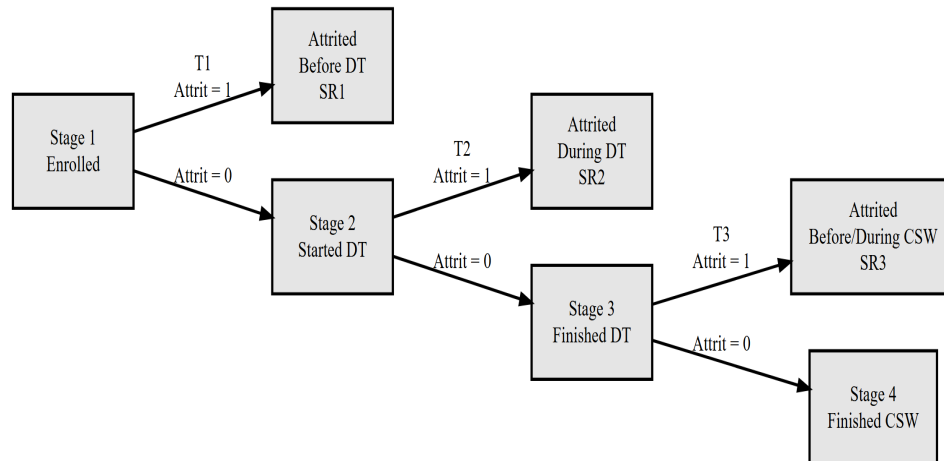 Stage 1
Enrolled
T1
Attrit = 1
Attrit = 0
Attrited
Before DT
SR1
Stage 2
Started DT
T2
Attrit = 1
Attrit = 0
Attrited
During DT
SR2
Stage 3
Finished DT
T3
Attrit = 1
Attrit = 0
Attrited
Before/During CSW
SR3
Stage 4
Finished CSW